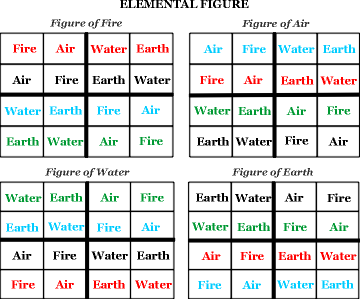 ELEMENTAL FIGURE
Figure of Fire
Fire Air Water Earth
Air Fire Earth Water
Water Earth Fire Air
Earth Water Air Fire
Figure of Air
Air Fire Water Earth
Fire Air Earth Water
Water Earth Air Fire
Earth Water Fire Air
Figure of Water
Water Earth Air Fire
Earth Water Fire Air
Air Fire Water Earth
Fire Air Earth Water
Figure of Earth
Earth Water Air Fire
Water Earth Fire Air
Air Fire Earth Water
Fire Air Water Earth